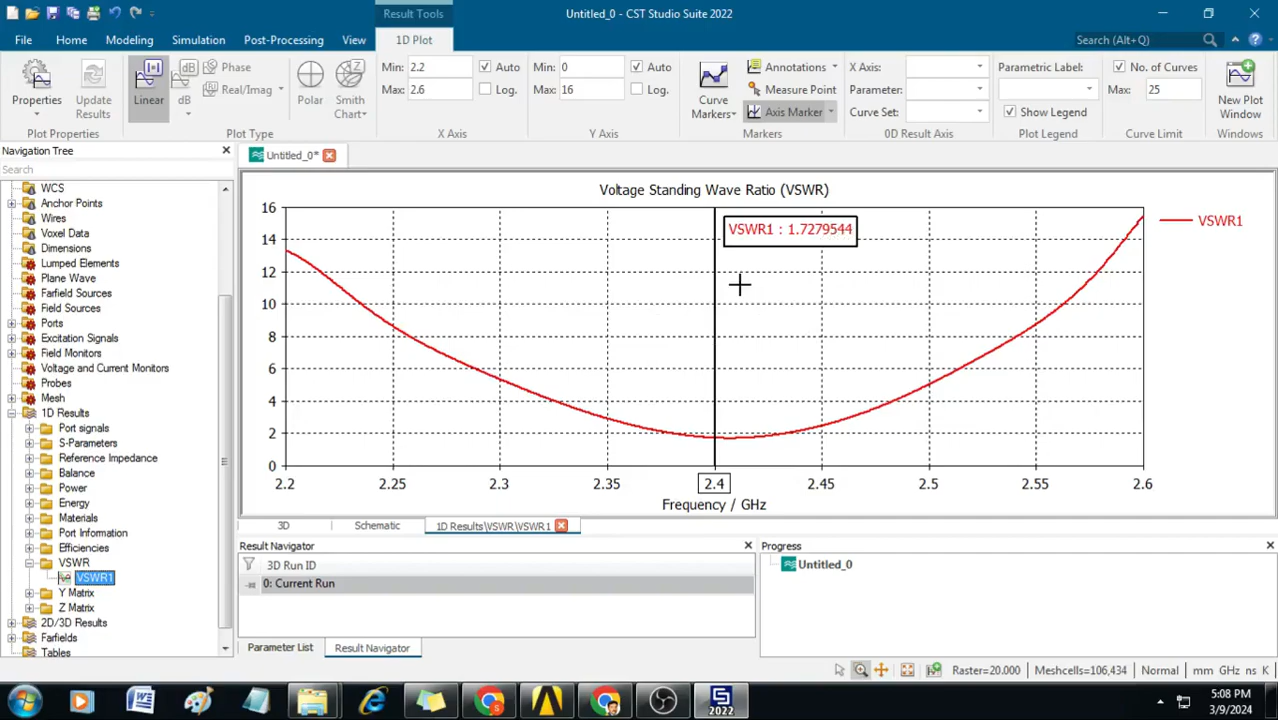 Result Tools
Untitled_0 - CST Studio Suite 2022
File Home Modeling Simulation Post-Processing View 1D Plot Search (Alt+Q)
Min: 2.2 Auto Min: 0 Auto Annotations X Axis: Parametric Label: No. of Curves
Max: 2.6 Log. Max: 16 Log. Measure Point Parameter: Max: 25
Properties Update Results Linear dB Phase Real/Imag Polar Smith Chart Curve Markers Axis Marker Curve Set: Show Legend New Plot Window
Plot Properties Plot Type X Axis Y Axis Markers 0D Result Axis Plot Legend Curve Limit Windows
Navigation Tree
Search
WCS
Anchor Points
Wires
Voxel Data
Dimensions
Lumped Elements
Plane Wave
Farfield Sources
Field Sources
Ports
Excitation Signals
Field Monitors
Voltage and Current Monitors
Probes
Mesh
1D Results
Port signals
S-Parameters
Reference Impedance
Balance
Power
Energy
Materials
Port Information
Efficiencies
VSWR
VSWR1
Y Matrix
Z Matrix
2D/3D Results
Farfields
Tables
Untitled_0*
Voltage Standing Wave Ratio (VSWR)
VSWR1 : 1.7279544
VSWR1
16
14
12
10
8
6
4
2
0
2.2 2.25 2.3 2.35 2.4 2.45 2.5 2.55 2.6
Frequency / GHz
3D Schematic 1D Results\VSWR\VSWR1
Result Navigator
3D Run ID
0: Current Run
Parameter List Result Navigator
Progress
Untitled_0
Raster=20.000 Meshcells=106,434 Normal mm GHz ns K
2022
5:08 PM
3/9/2024